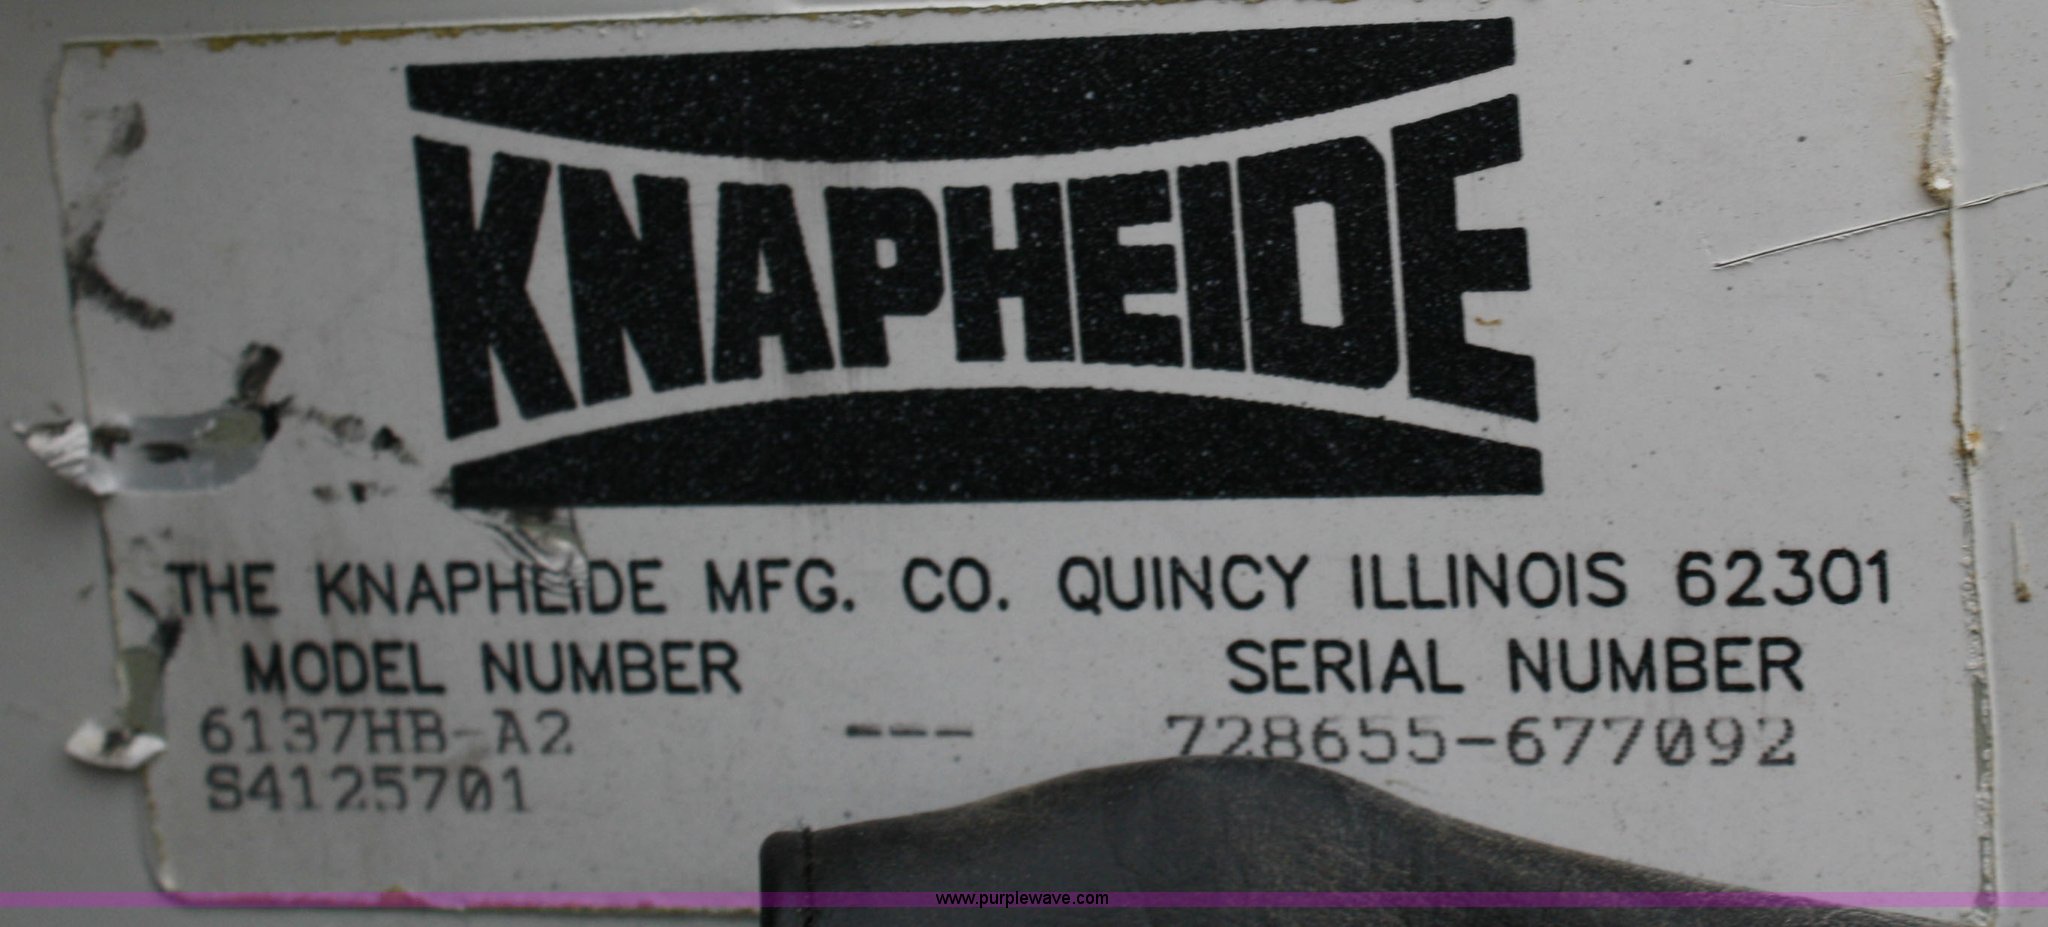 KNAPHEIDE
THE KNAPHEIDE MFG. CO. QUINCY ILLINOIS 62301
MODEL NUMBER SERIAL NUMBER
6137HB-A2 --- 728655-677092
S4125701
www.purplewave.com